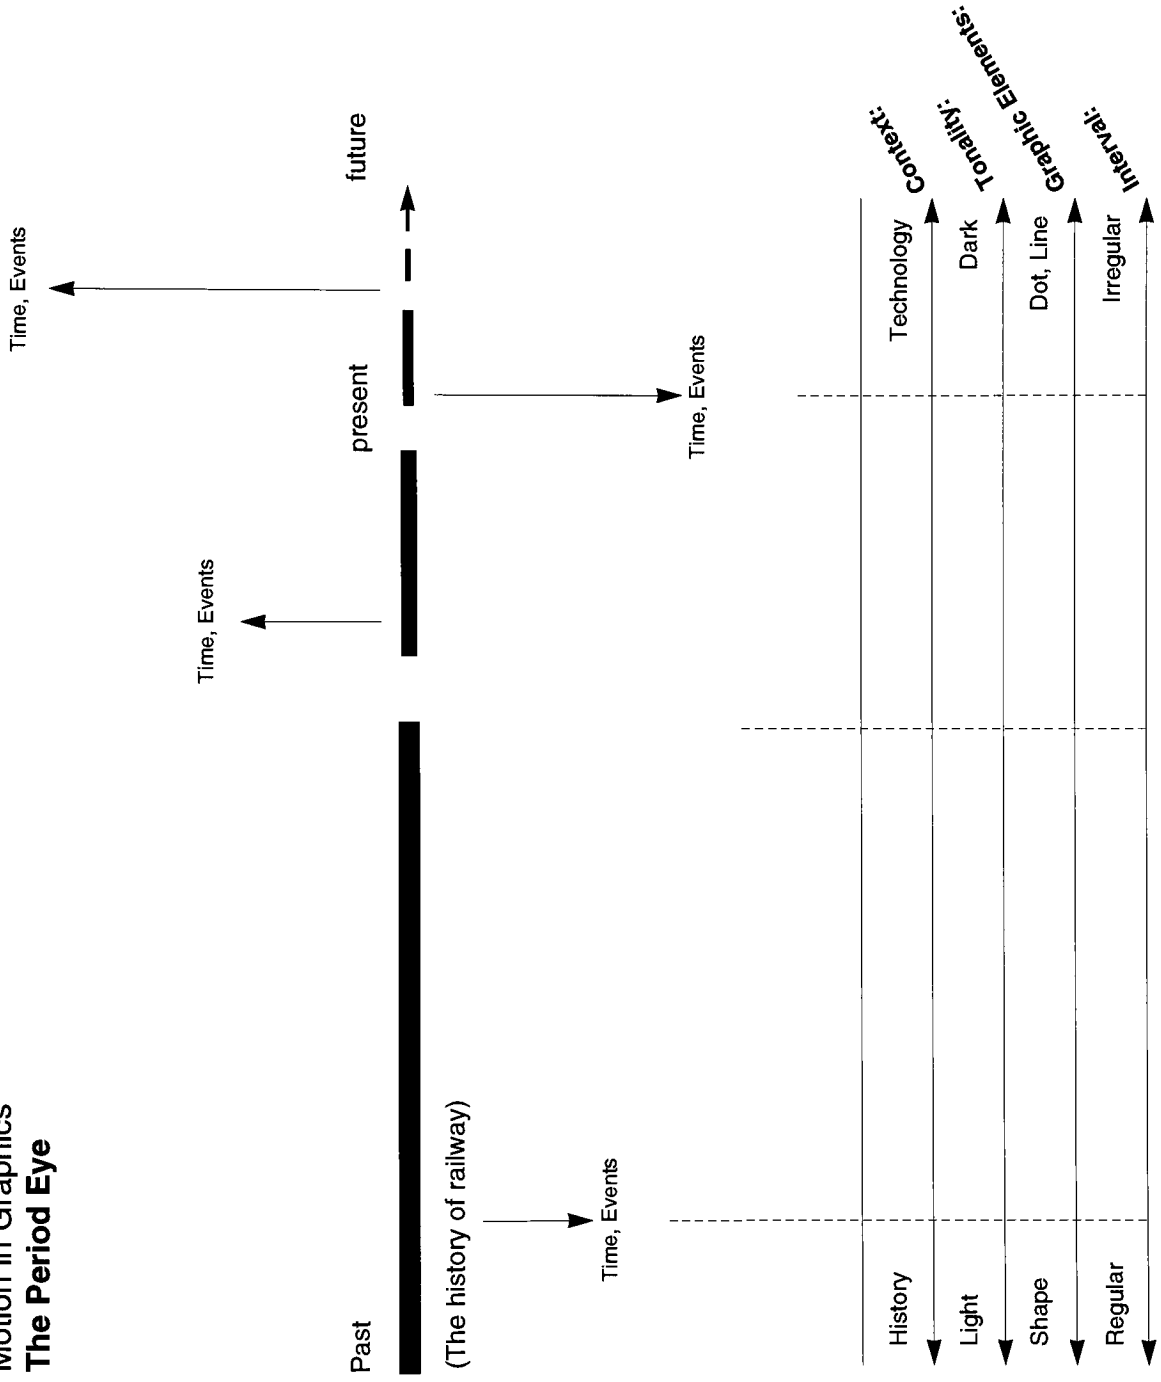 Motion in Graphics
The Period Eye
Time, Events
Time, Events
Past
present
future
(The history of railway)
Time, Events
Time, Events
Context:
History
Technology
Tonality:
Light
Dark
Graphic Elements:
Shape
Dot, Line
Interval:
Regular
Irregular